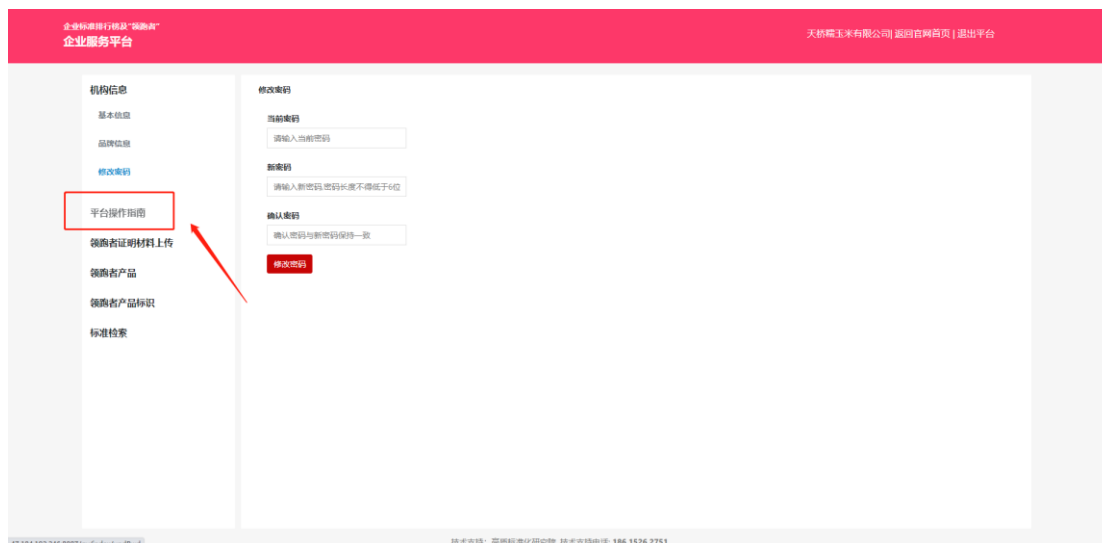 企业标准排行榜及"领跑者"
企业服务平台
天桥糯玉米有限公司| 返回官网首页 | 退出平台
机构信息
基本信息
品牌信息
修改密码
平台操作指南
领跑者证明材料上传
领跑者产品
领跑者产品标识
标准检索
修改密码
当前密码
请输入当前密码
新密码
请输入新密码,密码长度不得低于6位
确认密码
确认密码与新密码保持一致
修改密码